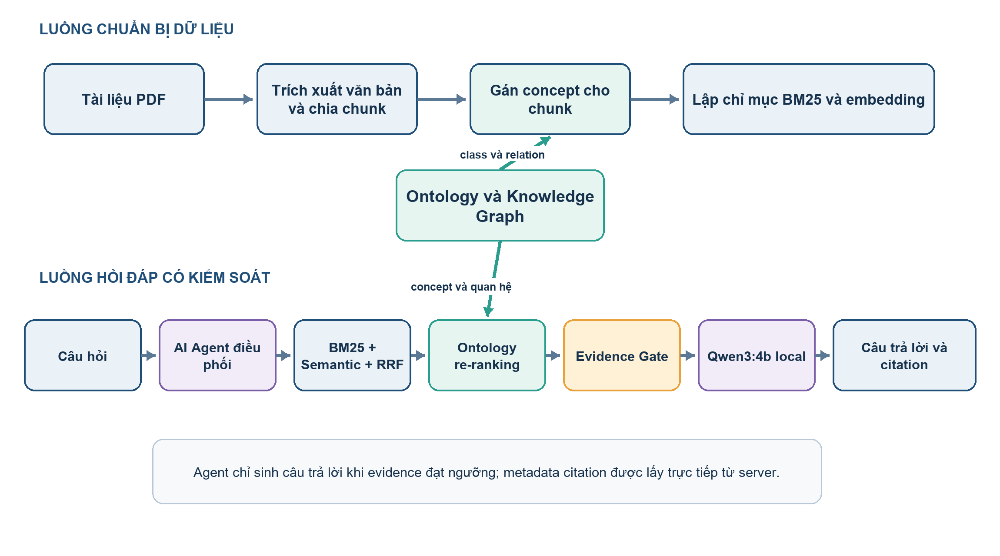 LUỒNG CHUẨN BỊ DỮ LIỆU
Tài liệu PDF
Trích xuất văn bản
và chia chunk
Gán concept cho
chunk
Lập chỉ mục BM25 và embedding
class và relation
Ontology và Knowledge
Graph
LUỒNG HỎI ĐÁP CÓ KIỂM SOÁT
concept và quan hệ
Câu hỏi
AI Agent điều
phối
BM25 +
Semantic + RRF
Ontology
re-ranking
Evidence Gate
Qwen3:4b local
Câu trả lời và
citation
Agent chỉ sinh câu trả lời khi evidence đạt ngưỡng; metadata citation được lấy trực tiếp từ server.